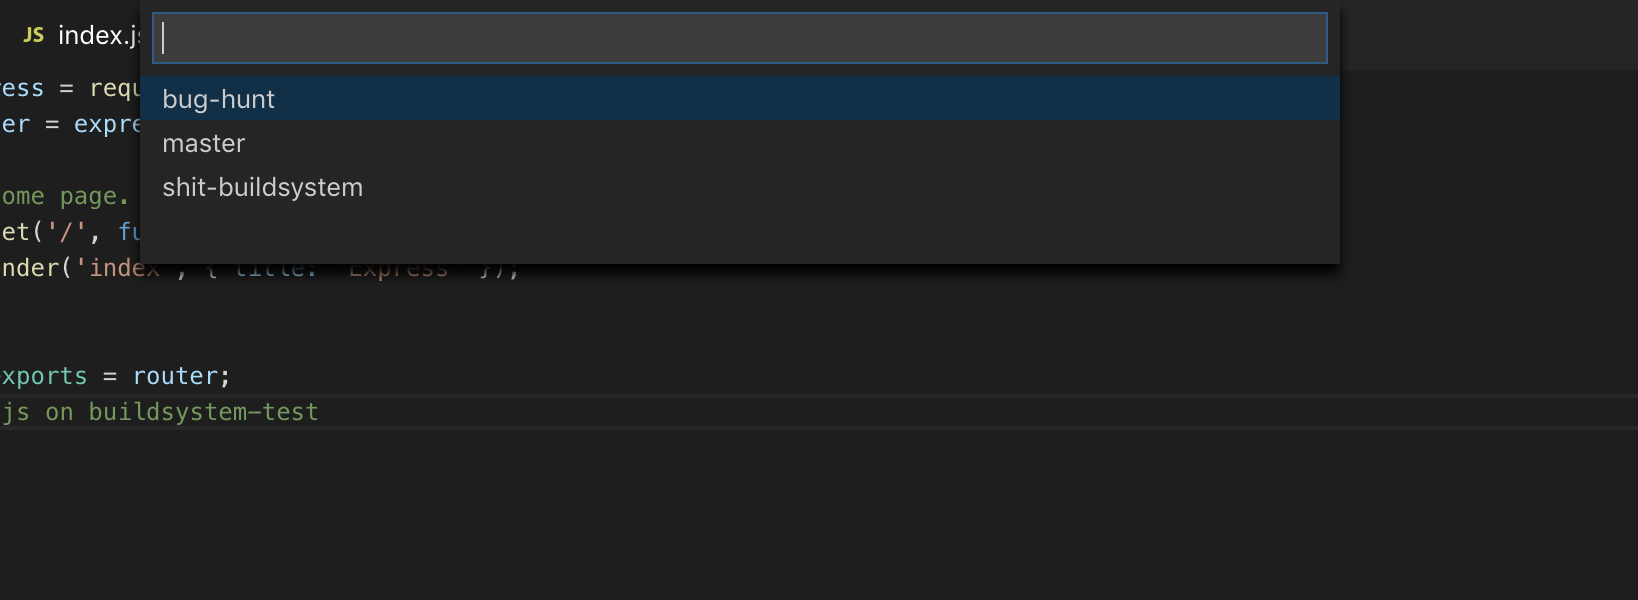 JS index.js
bug-hunt
master
shit-buildsystem
ess = requ
er = expre
ome page.
et('/', fu
nder('index', { title: 'Express' });
xports = router;
js on buildsystem-test